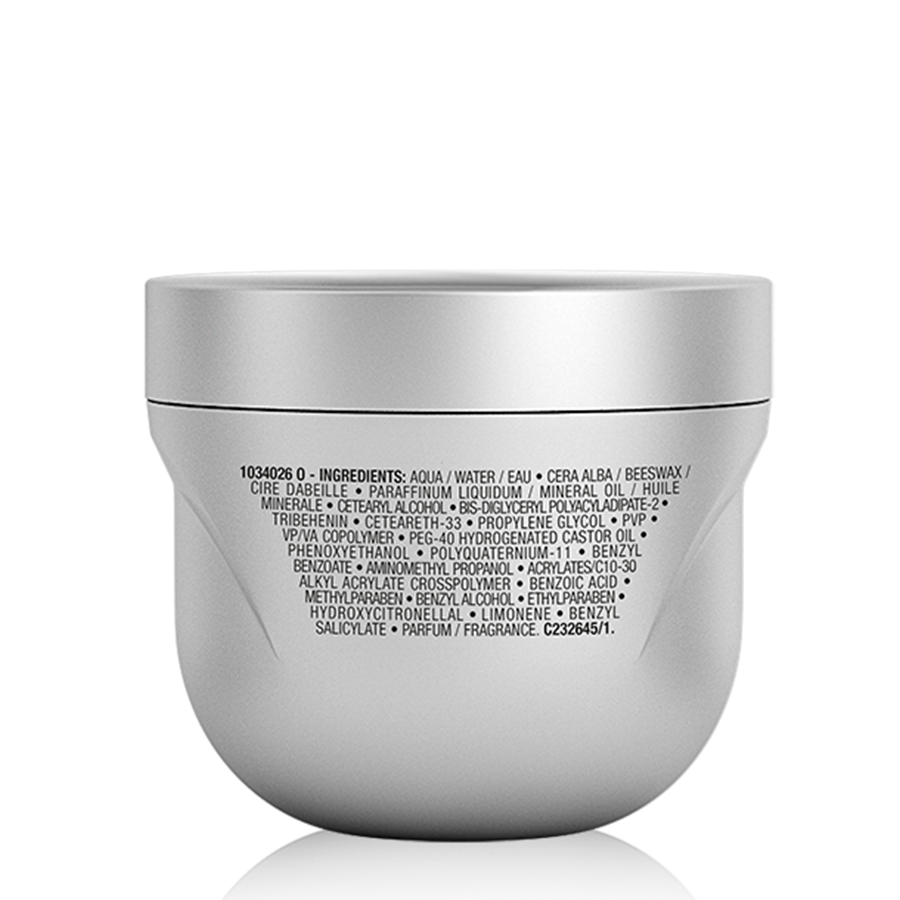 1034026 0 - INGREDIENTS: AQUA / WATER / EAU • CERA ALBA / BEESWAX /
CIRE DABEILLE • PARAFFINUM LIQUIDUM / MINERAL OIL / HUILE
MINERALE • CETEARYL ALCOHOL • BIS-DIGLYCERYL POLYACYLADIPATE-2 •
TRIBEHENIN • CETEARETH-33 • PROPYLENE GLYCOL • PVP •
VP/VA COPOLYMER • PEG-40 HYDROGENATED CASTOR OIL •
PHENOXYETHANOL • POLYQUATERNIUM-11 • BENZYL
BENZOATE • AMINOMETHYL PROPANOL • ACRYLATES/C10-30
ALKYL ACRYLATE CROSSPOLYMER • BENZOIC ACID •
METHYLPARABEN • BENZYL ALCOHOL • ETHYLPARABEN •
HYDROXYCITRONELLAL • LIMONENE • BENZYL
SALICYLATE • PARFUM / FRAGRANCE. C232645/1.